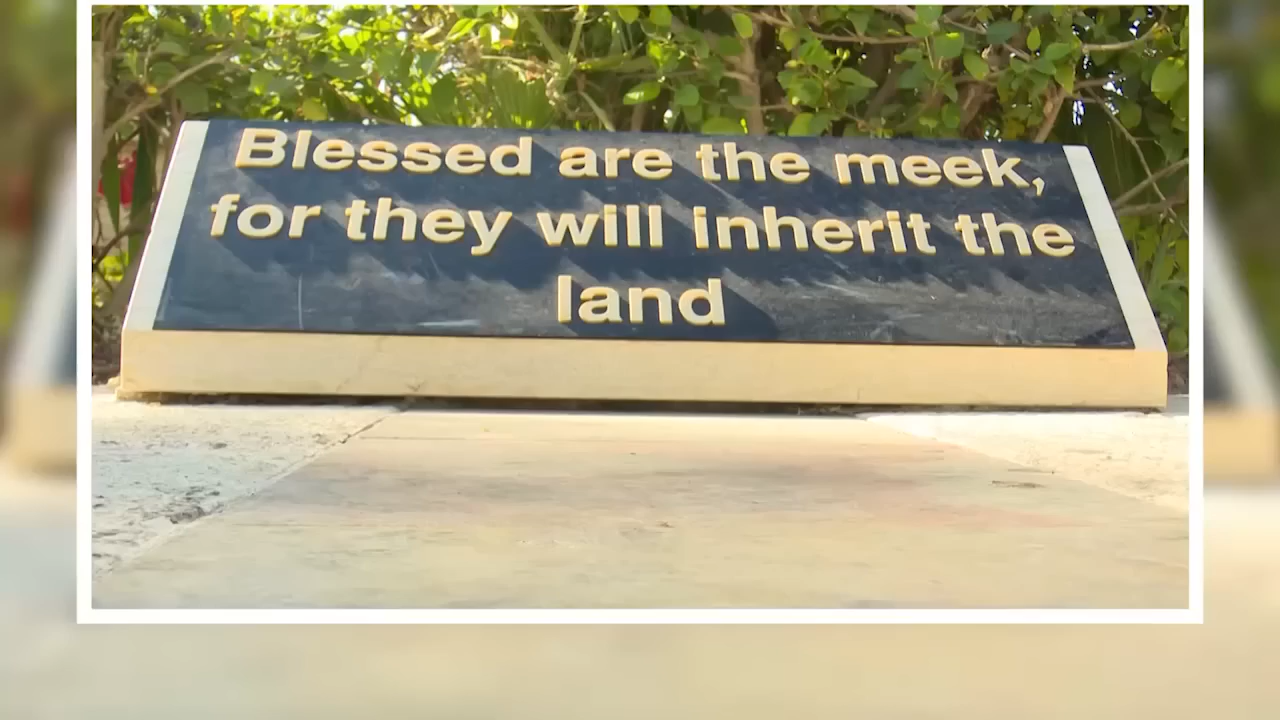 Blessed are the meek,
for they will inherit the
land